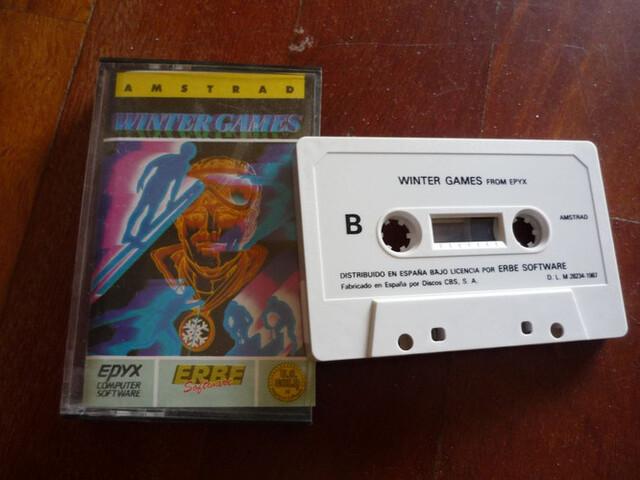 AMSTRAD
WINTER GAMES
EPYX
COMPUTER
SOFTWARE
ERBE
Software
U.S.
GOLD
WINTER GAMES FROM EPYX
B
AMSTRAD
DISTRIBUIDO EN ESPAÑA BAJO LICENCIA POR ERBE SOFTWARE
Fabricado en España por Discos CBS, S. A.
D. L. M 28234-1987